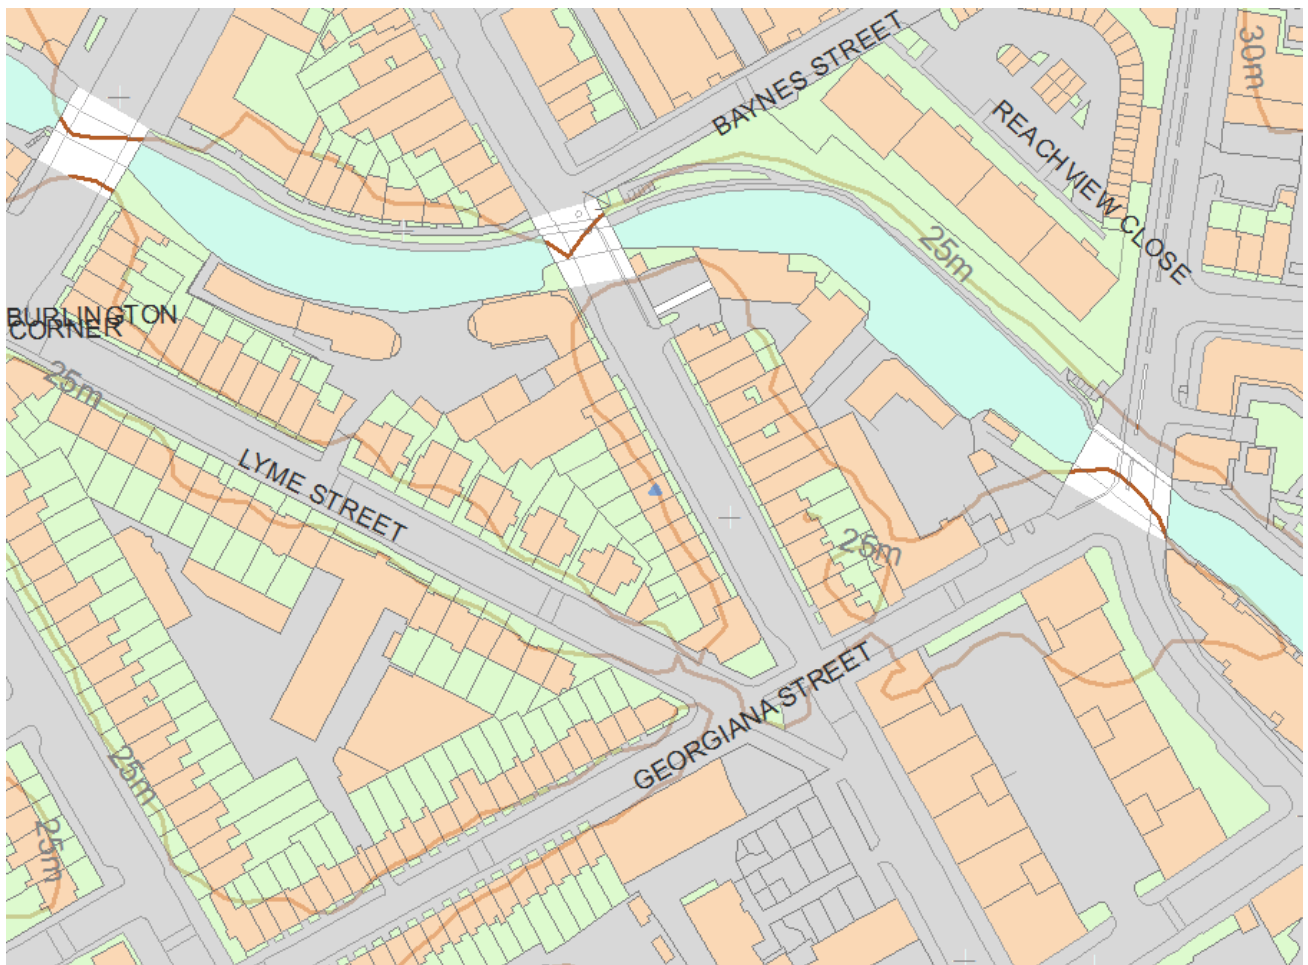 30m
BAYNES STREET
REACHVIEW CLOSE
25m
BURLINGTON
CORNER
25m
LYME STREET
25m
GEORGIANA STREET
25m
25m